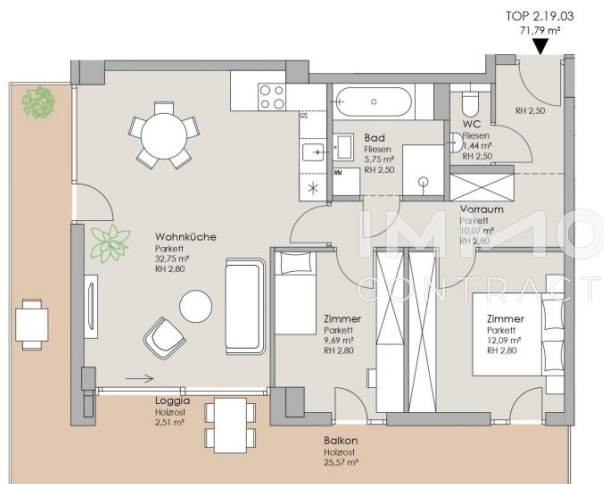 TOP 2.19.03
71,79 m²
RH 2,50
WC
Fliesen
1,44 m²
RH 2,50
Bad
Fliesen
5,75 m²
RH 2,50
GS
WM
Vorraum
Parkett
10,07 m²
RH 2,80
IMMO
CONTRACT
Wohnküche
Parkett
32,75 m²
RH 2,80
Zimmer
Parkett
9,69 m²
RH 2,80
Zimmer
Parkett
12,09 m²
RH 2,80
Loggia
Holzrost
2,51 m²
Balkon
Holzrost
25,57 m²